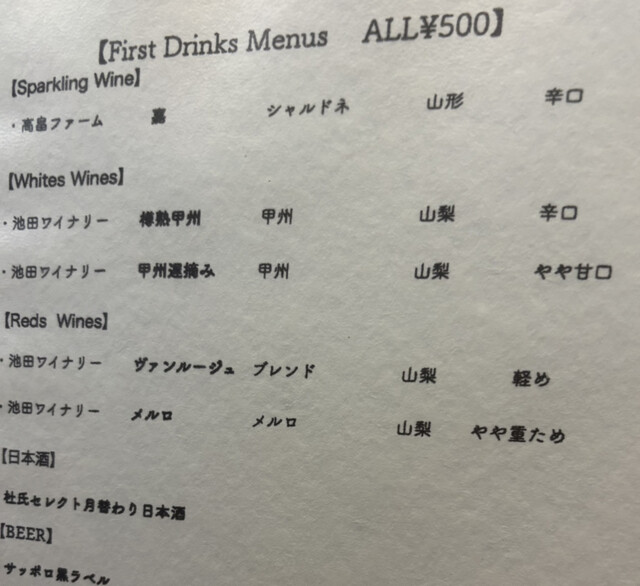 【First Drinks Menus ALL¥500】
【Sparkling Wine】
・高畠ファーム 嘉 シャルドネ 山形 辛口
【Whites Wines】
・池田ワイナリー 樽熟甲州 甲州 山梨 辛口
・池田ワイナリー 甲州遅摘み 甲州 山梨 やや甘口
【Reds Wines】
・池田ワイナリー ヴァンルージュ ブレンド 山梨 軽め
・池田ワイナリー メルロ メルロ 山梨 やや重ため
【日本酒】
杜氏セレクト月替わり日本酒
【BEER】
サッポロ黒ラベル